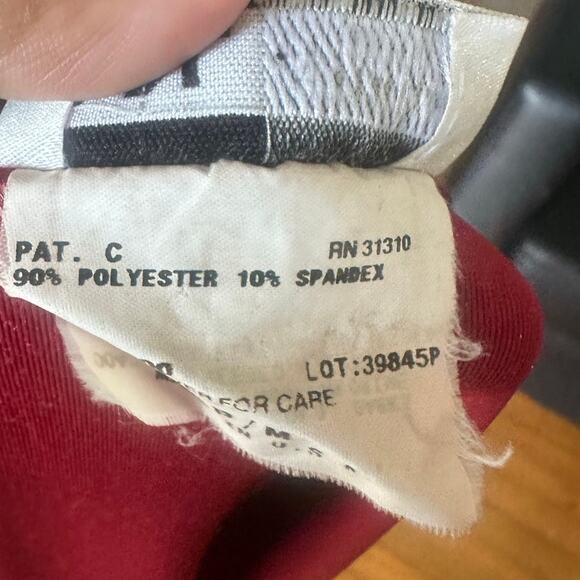 PAT. C
RN 31310
90% POLYESTER 10% SPANDEX
LOT:39845P
FOR CARE
/M
U.S.A